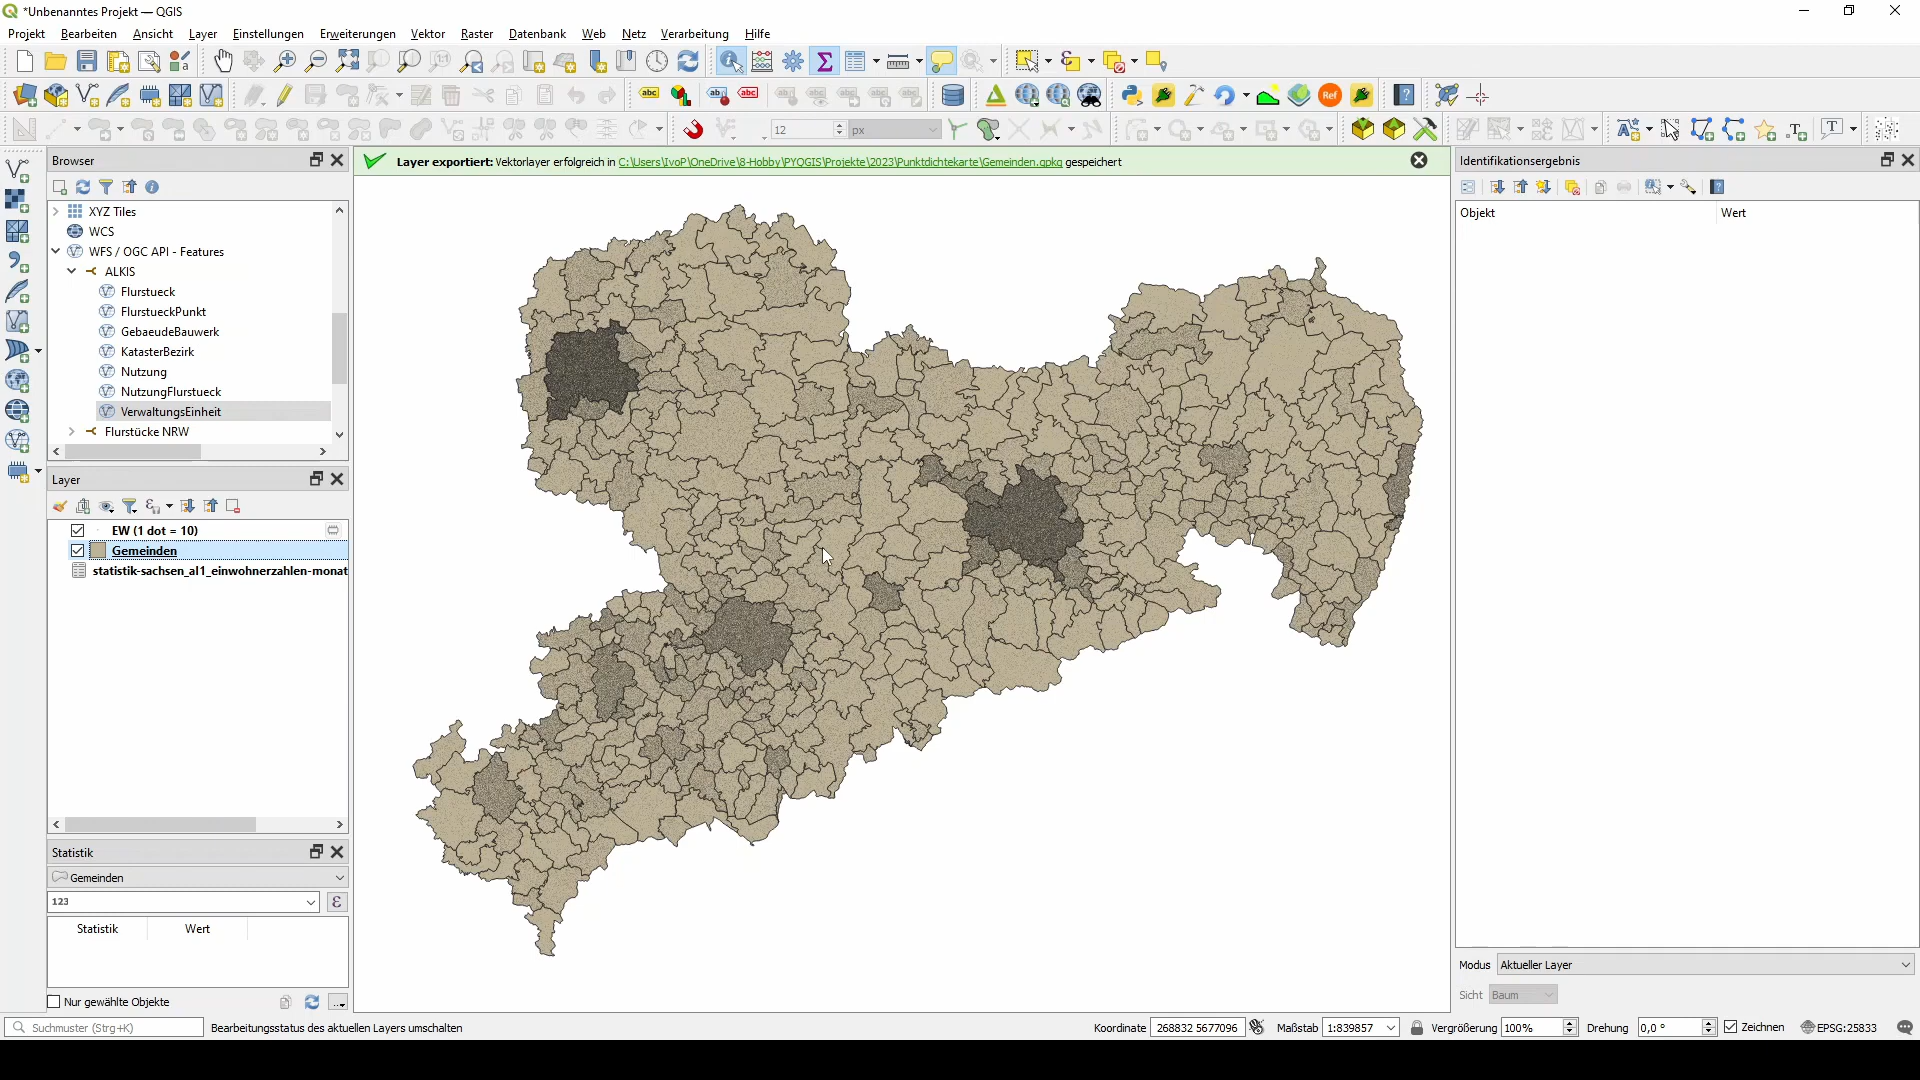 *Unbenanntes Projekt — QGIS
Projekt Bearbeiten Ansicht Layer Einstellungen Erweiterungen Vektor Raster Datenbank Web Netz Verarbeitung Hilfe
abc abc abc Ref
12 px
Browser
Layer exportiert: Vektorlayer erfolgreich in C:\Users\IvoP\OneDrive\8-Hobby\PYQGIS\Projekte\2023\Punktdichtekarte\Gemeinden.gpkg gespeichert
Identifikationsergebnis
Objekt Wert
XYZ Tiles
WCS
WFS / OGC API - Features
ALKIS
Flurstueck
FlurstueckPunkt
GebaeudeBauwerk
KatasterBezirk
Nutzung
NutzungFlurstueck
VerwaltungsEinheit
Flurstücke NRW
Layer
EW (1 dot = 10)
Gemeinden
statistik-sachsen_al1_einwohnerzahlen-monat
Statistik
Gemeinden
123
Statistik Wert
Nur gewählte Objekte
Modus Aktueller Layer
Sicht Baum
Suchmuster (Strg+K)
Bearbeitungsstatus des aktuellen Layers umschalten
Koordinate 268832 5677096 Maßstab 1:839857 Vergrößerung 100% Drehung 0,0 ° Zeichnen EPSG:25833